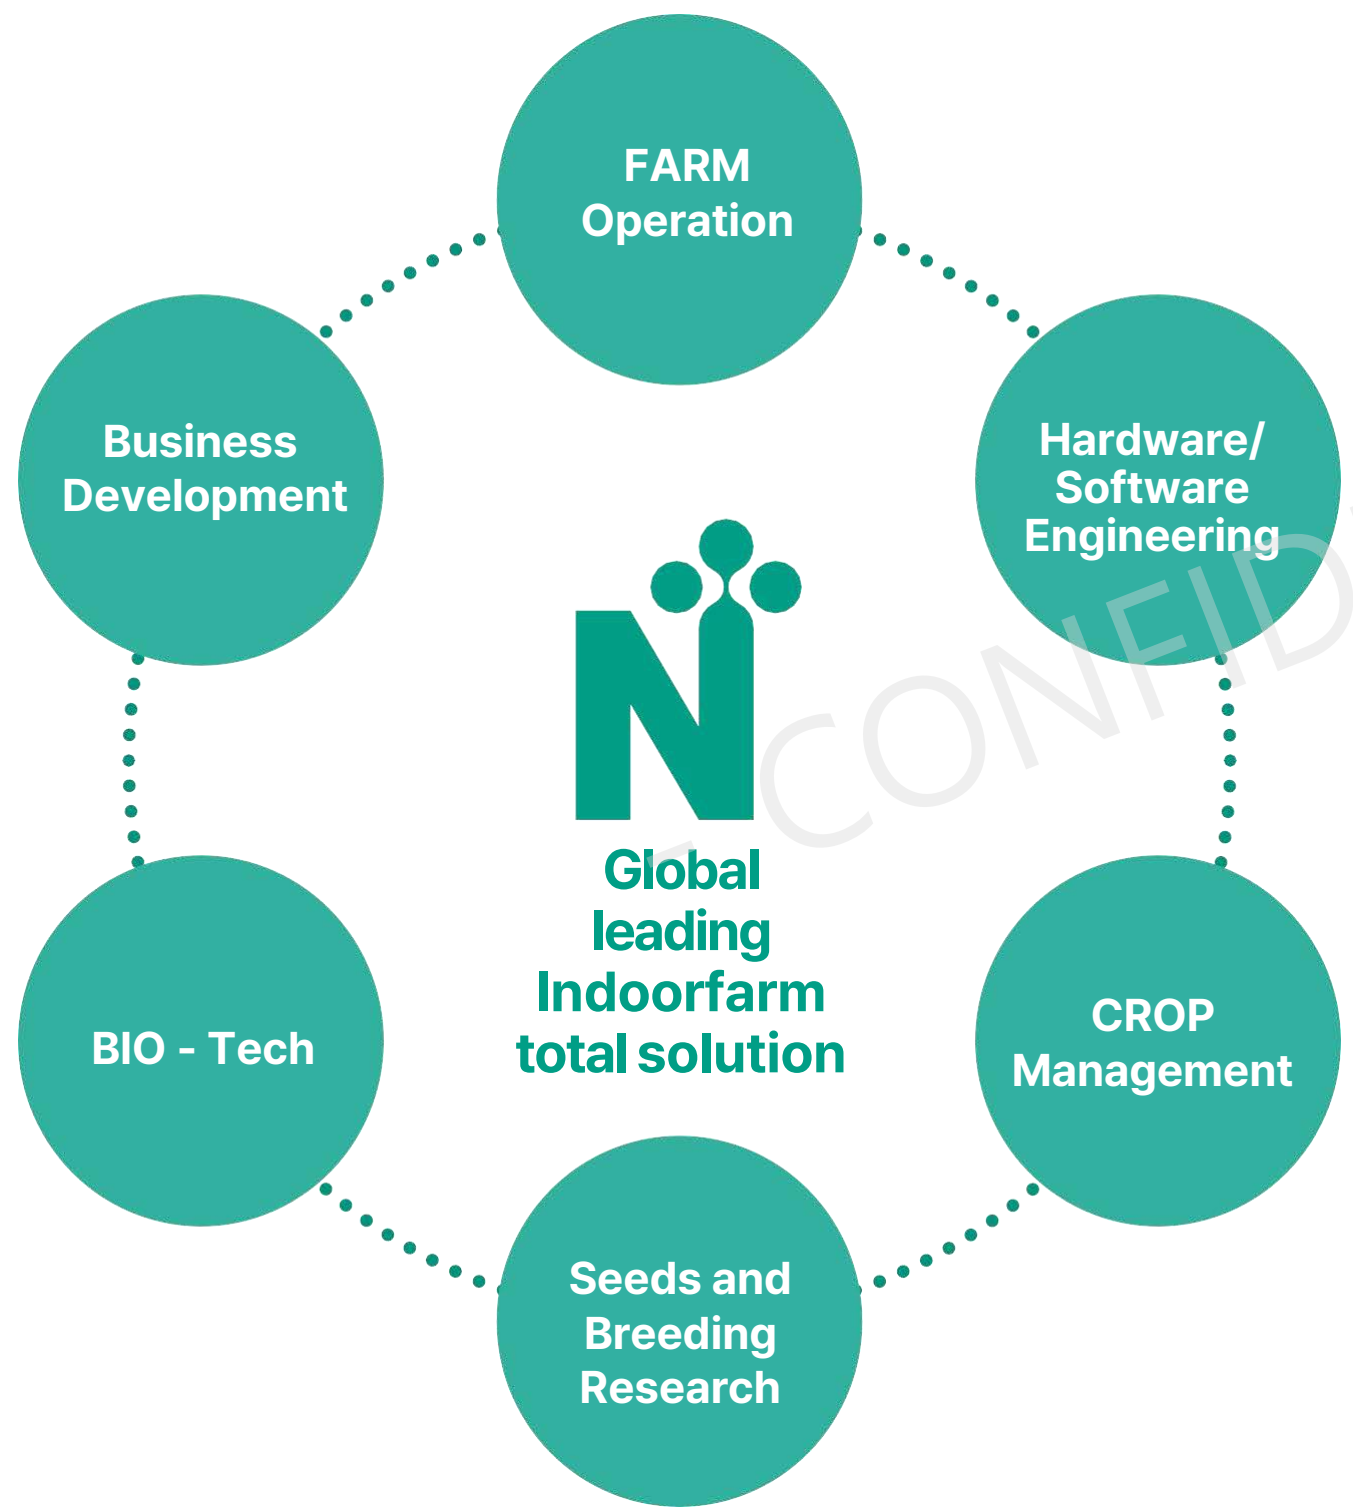 FARM
Operation
Hardware/
Software
Engineering
CROP
Management
Seeds and
Breeding
Research
BIO - Tech
Business
Development
N
Global
leading
Indoorfarm
total solution
- CONFID